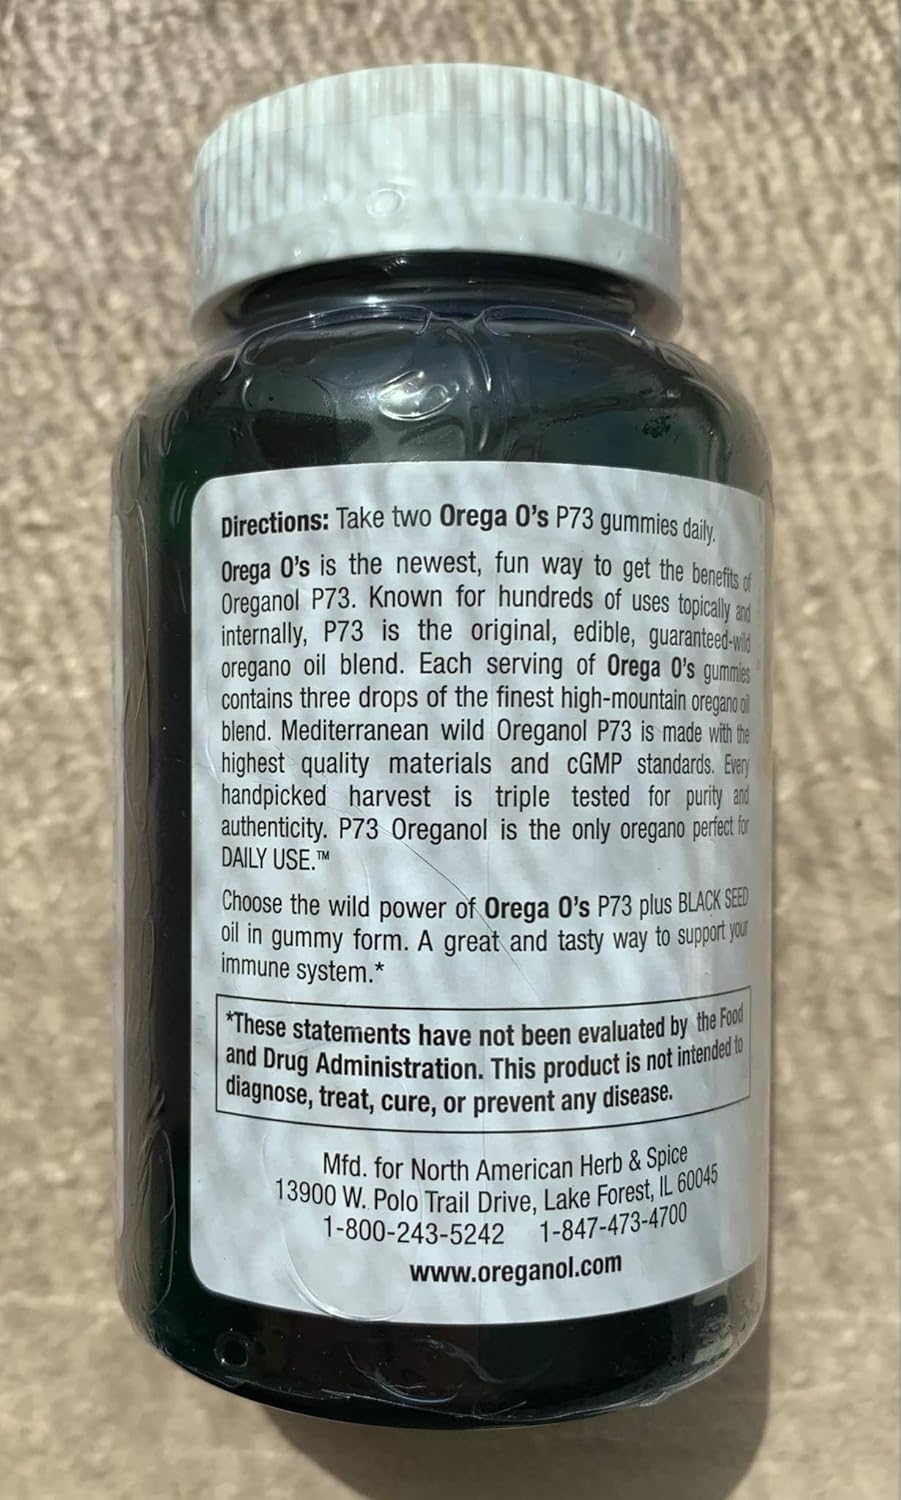 Directions: Take two Orega O's P73 gummies daily.
Orega O's is the newest, fun way to get the benefits of
Oreganol P73. Known for hundreds of uses topically and
internally, P73 is the original, edible, guaranteed-wild
oregano oil blend. Each serving of Orega O's gummies
contains three drops of the finest high-mountain oregano oil
blend. Mediterranean wild Oreganol P73 is made with the
highest quality materials and cGMP standards. Every
handpicked harvest is triple tested for purity and
authenticity. P73 Oreganol is the only oregano perfect for
DAILY USE.™
Choose the wild power of Orega O's P73 plus BLACK SEED
oil in gummy form. A great and tasty way to support your
immune system.*
*These statements have not been evaluated by the Food
and Drug Administration. This product is not intended to
diagnose, treat, cure, or prevent any disease.
Mfd. for North American Herb & Spice
13900 W. Polo Trail Drive, Lake Forest, IL 60045
1-800-243-5242 1-847-473-4700
www.oreganol.com